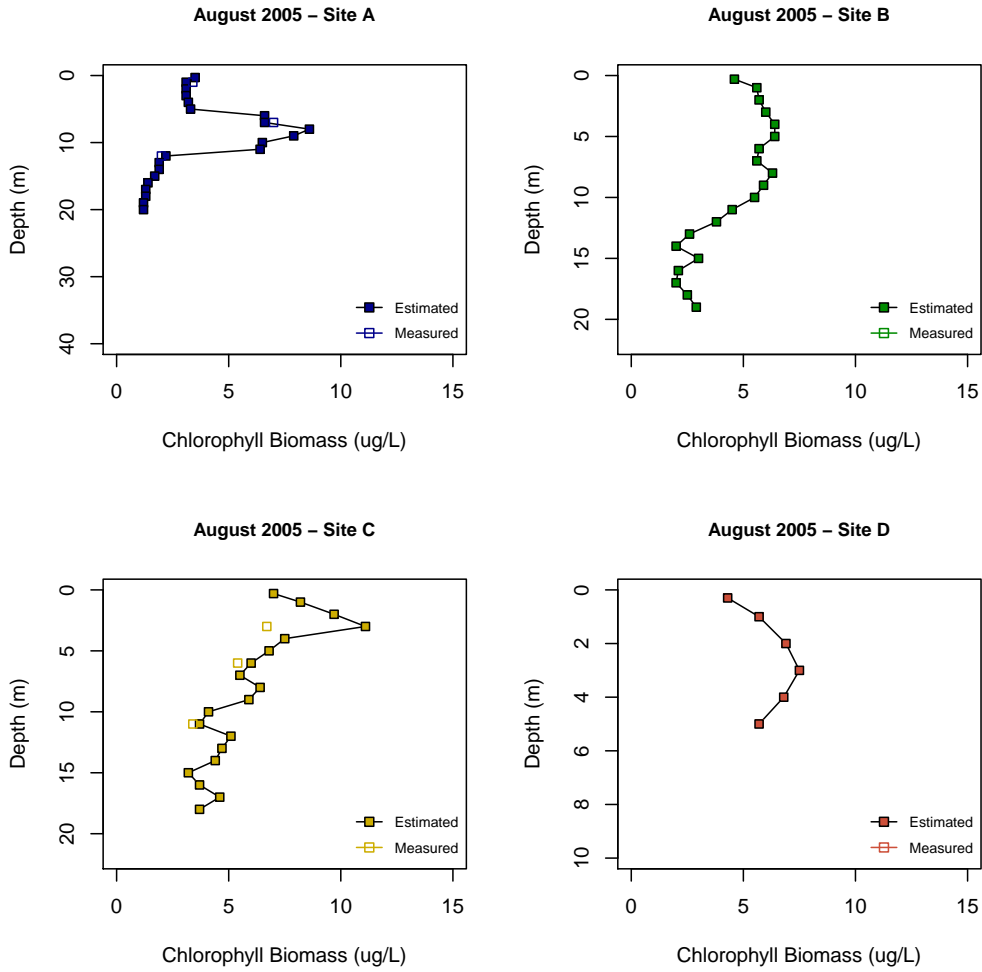 August 2005 – Site A
0
10
20
30
40
Depth (m)
Estimated
Measured
0 5 10 15
Chlorophyll Biomass (ug/L)
August 2005 – Site B
0
5
10
15
20
Depth (m)
Estimated
Measured
0 5 10 15
Chlorophyll Biomass (ug/L)
August 2005 – Site C
0
5
10
15
20
Depth (m)
Estimated
Measured
0 5 10 15
Chlorophyll Biomass (ug/L)
August 2005 – Site D
0
2
4
6
8
10
Depth (m)
Estimated
Measured
0 5 10 15
Chlorophyll Biomass (ug/L)